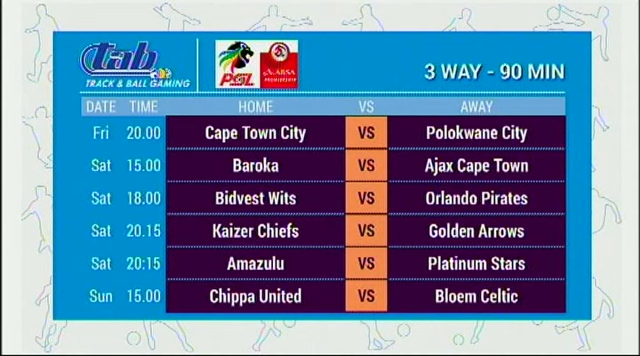 tab
TRACK & BALL GAMING
PSL
ABSA
PREMIERSHIP
3 WAY - 90 MIN
DATE TIME HOME VS AWAY
Fri 20.00 Cape Town City VS Polokwane City
Sat 15.00 Baroka VS Ajax Cape Town
Sat 18.00 Bidvest Wits VS Orlando Pirates
Sat 20.15 Kaizer Chiefs VS Golden Arrows
Sat 20:15 Amazulu VS Platinum Stars
Sun 15.00 Chippa United VS Bloem Celtic